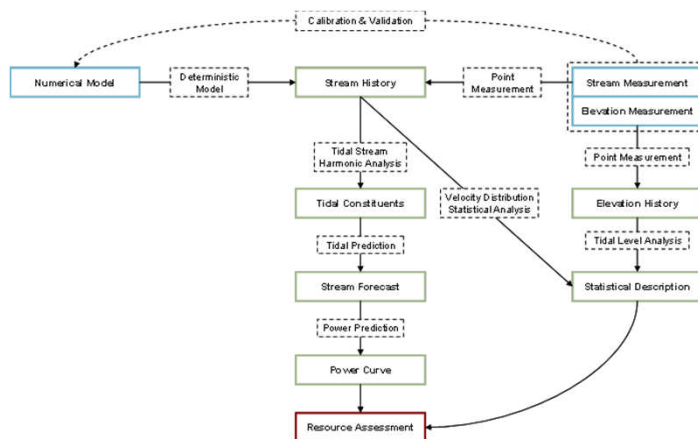 Calibration & Validation
Numerical Model
Deterministic
Model
Stream History
Point
Measurement
Stream Measurement
Elevation Measurement
Tidal Stream
Harmonic Analysis
Point Measurement
Tidal Constituents
Velocity Distribution
Statistical Analysis
Elevation History
Tidal Prediction
Tidal Level Analysis
Stream Forecast
Statistical Description
Power Prediction
Power Curve
Resource Assessment